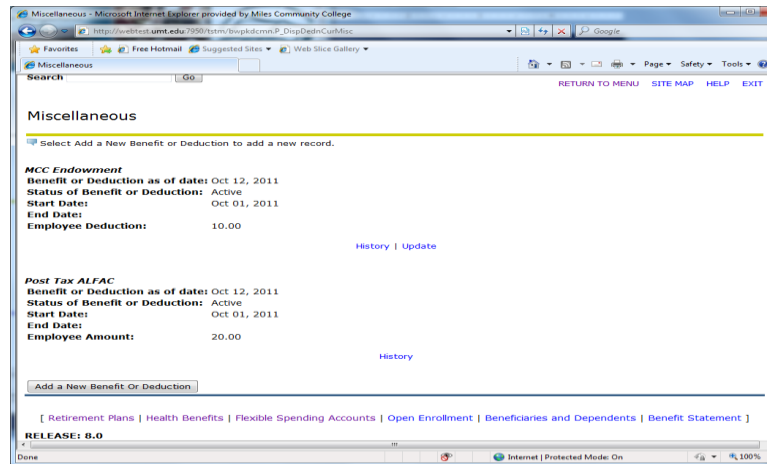 Miscellaneous - Microsoft Internet Explorer provided by Miles Community College
http://webtest.umt.edu:7950/tstm/bwpkdcmn.P_DispDednCurMisc
Google
Favorites Free Hotmail Suggested Sites Web Slice Gallery
Miscellaneous
Page Safety Tools
Search Go
RETURN TO MENU SITE MAP HELP EXIT
Miscellaneous
Select Add a New Benefit or Deduction to add a new record.
MCC Endowment
Benefit or Deduction as of date: Oct 12, 2011
Status of Benefit or Deduction: Active
Start Date: Oct 01, 2011
End Date:
Employee Deduction: 10.00
History | Update
Post Tax ALFAC
Benefit or Deduction as of date: Oct 12, 2011
Status of Benefit or Deduction: Active
Start Date: Oct 01, 2011
End Date:
Employee Amount: 20.00
History
Add a New Benefit Or Deduction
[ Retirement Plans | Health Benefits | Flexible Spending Accounts | Open Enrollment | Beneficiaries and Dependents | Benefit Statement ]
RELEASE: 8.0
Done Internet | Protected Mode: On 100%